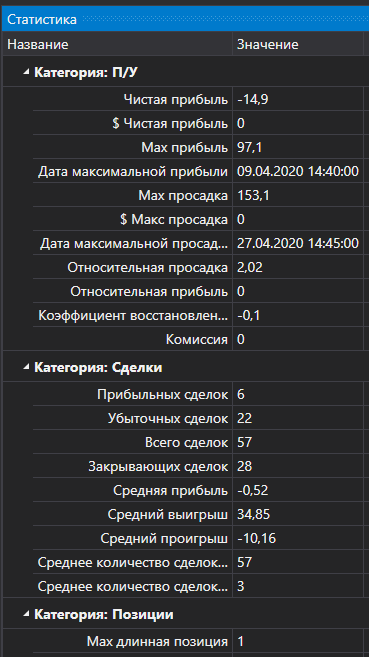 Статистика
Название Значение
Категория: П/У
Чистая прибыль -14,9
$ Чистая прибыль 0
Max прибыль 97,1
Дата максимальной прибыли 09.04.2020 14:40:00
Max просадка 153,1
$ Макс просадка 0
Дата максимальной просад... 27.04.2020 14:45:00
Относительная просадка 2,02
Относительная прибыль 0
Коэффициент восстановлен... -0,1
Комиссия 0
Категория: Сделки
Прибыльных сделок 6
Убыточных сделок 22
Всего сделок 57
Закрывающих сделок 28
Средняя прибыль -0,52
Средний выигрыш 34,85
Средний проигрыш -10,16
Среднее количество сделок... 57
Среднее количество сделок... 3
Категория: Позиции
Max длинная позиция 1